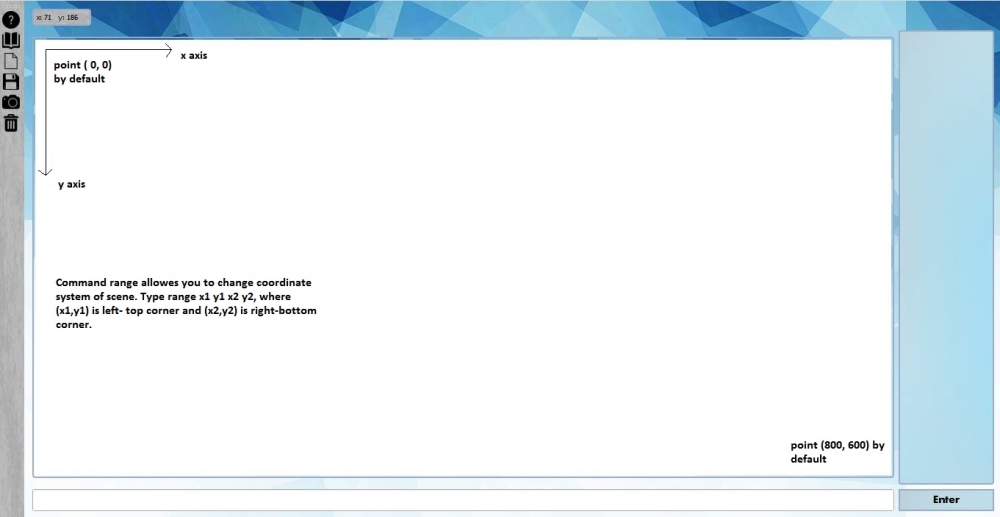 x: 71 y: 186
x axis
point ( 0, 0)
by default
y axis
Command range allowes you to change coordinate
system of scene. Type range x1 y1 x2 y2, where
(x1,y1) is left- top corner and (x2,y2) is right-bottom
corner.
point (800, 600) by
default
Enter